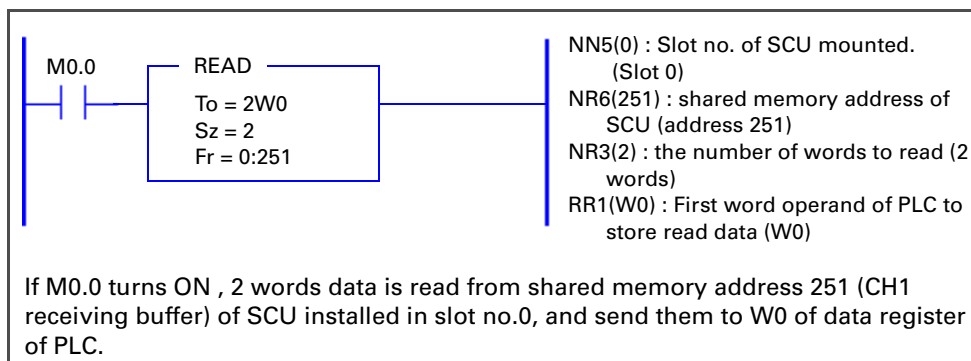 M0.0
READ
To = 2W0
Sz = 2
Fr = 0:251
NN5(0) : Slot no. of SCU mounted.
(Slot 0)
NR6(251) : shared memory address of
SCU (address 251)
NR3(2) : the number of words to read (2
words)
RR1(W0) : First word operand of PLC to
store read data (W0)
If M0.0 turns ON , 2 words data is read from shared memory address 251 (CH1
receiving buffer) of SCU installed in slot no.0, and send them to W0 of data register
of PLC.